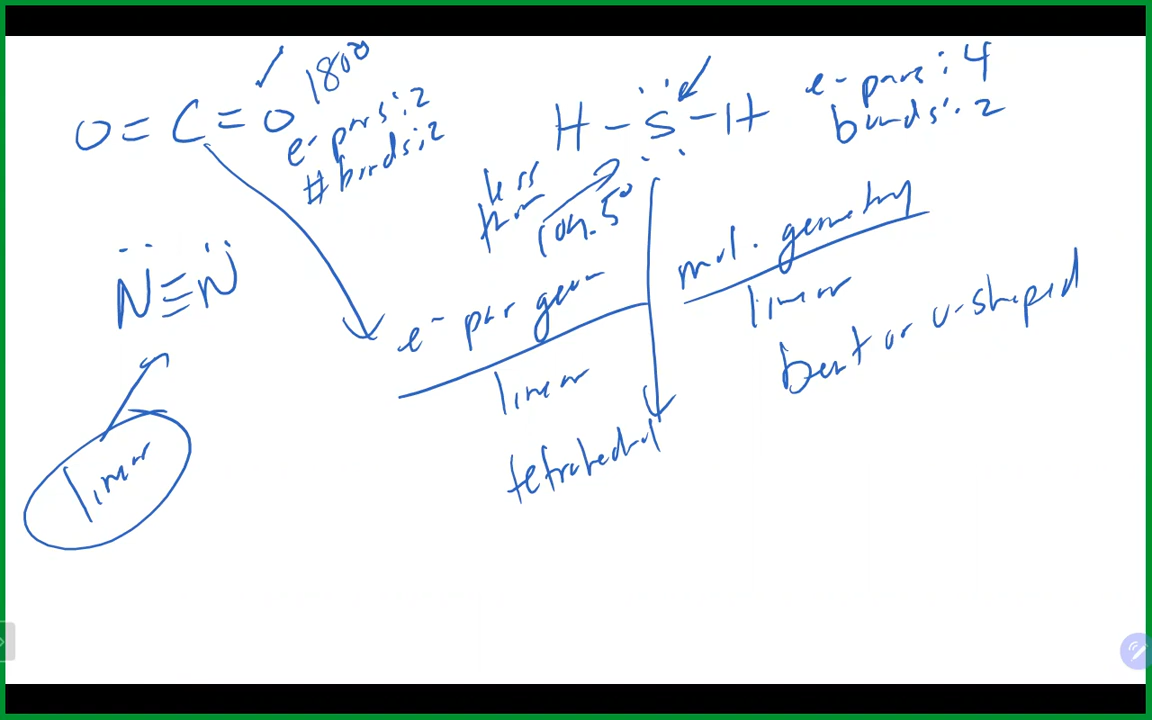 O=C=O 180°
e- pairs: 2
# bonds: 2
H-S-H
e- pairs: 4
bonds: 2
less
than
109.5°
N≡N
linear
e- pair geom
linear
tetrahedral
mol. geometry
linear
bent or v-shaped